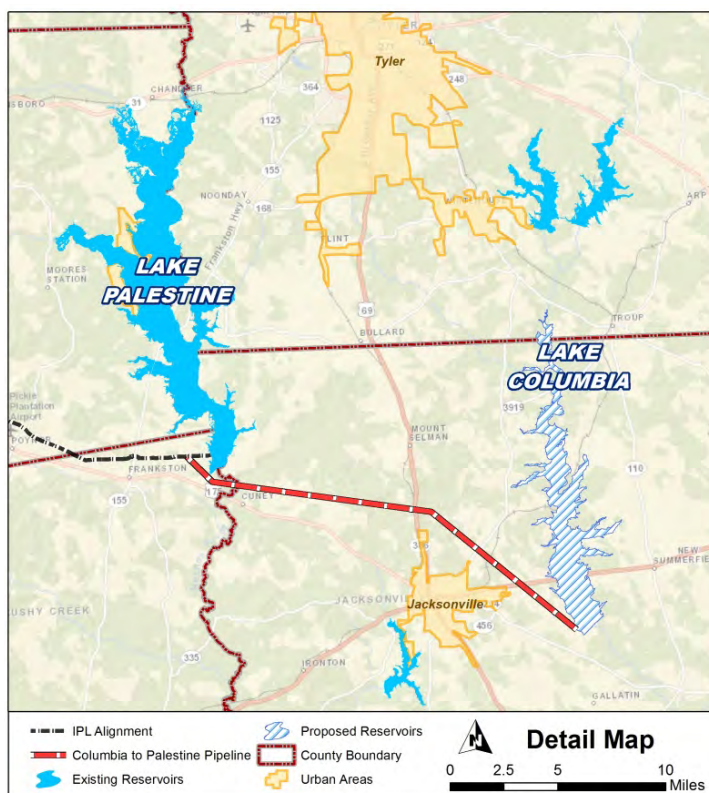 Tyler
31
CHANDLER
364
248
1125
155
NOONDAY
168
ARP
Frankston Hwy
FLINT
LAKE
PALESTINE
MOORES
STATION
69
BULLARD
TROUP
LAKE
COLUMBIA
3919
Pickle
Plantation
Airport
MOUNT
SELMAN
110
FRANKSTON
155
175
CUNEY
NEW
SUMMERFIE
JACKSONVILLE
Jacksonville
USHY CREEK
456
335
IRONTON
GALLATIN
IPL Alignment
Columbia to Palestine Pipeline
Existing Reservoirs
Proposed Reservoirs
County Boundary
Urban Areas
N
Detail Map
0 2.5 5 10
Miles